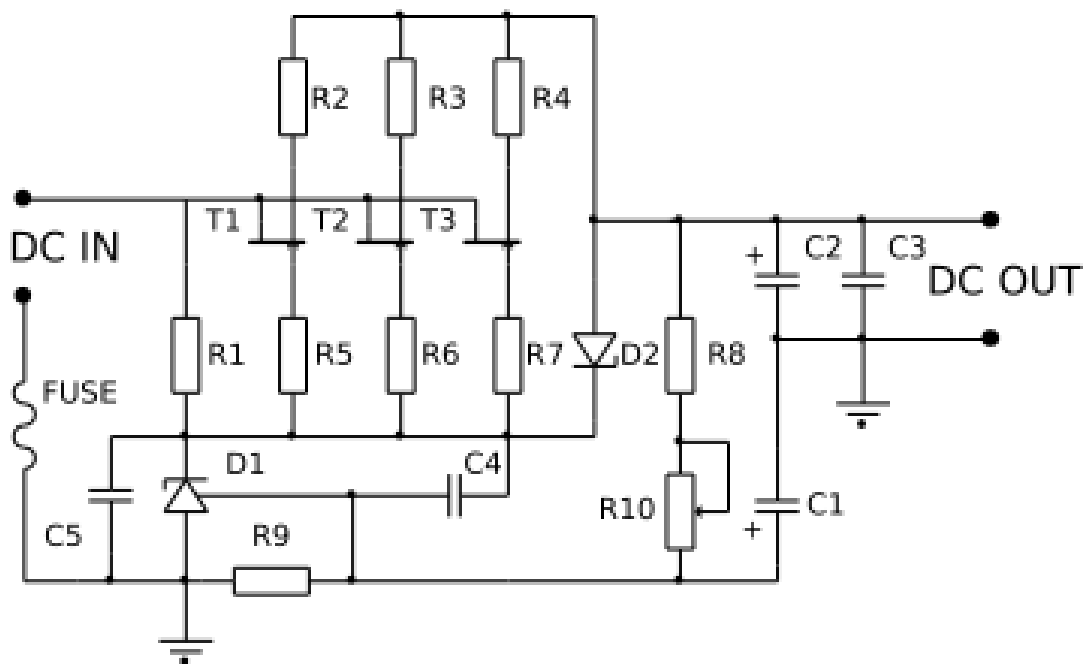 R2
R3
R4
T1
T2
T3
DC IN
C2
C3
+
DC OUT
R1
R5
R6
R7
D2
R8
FUSE
D1
C4
R10
C1
+
C5
R9